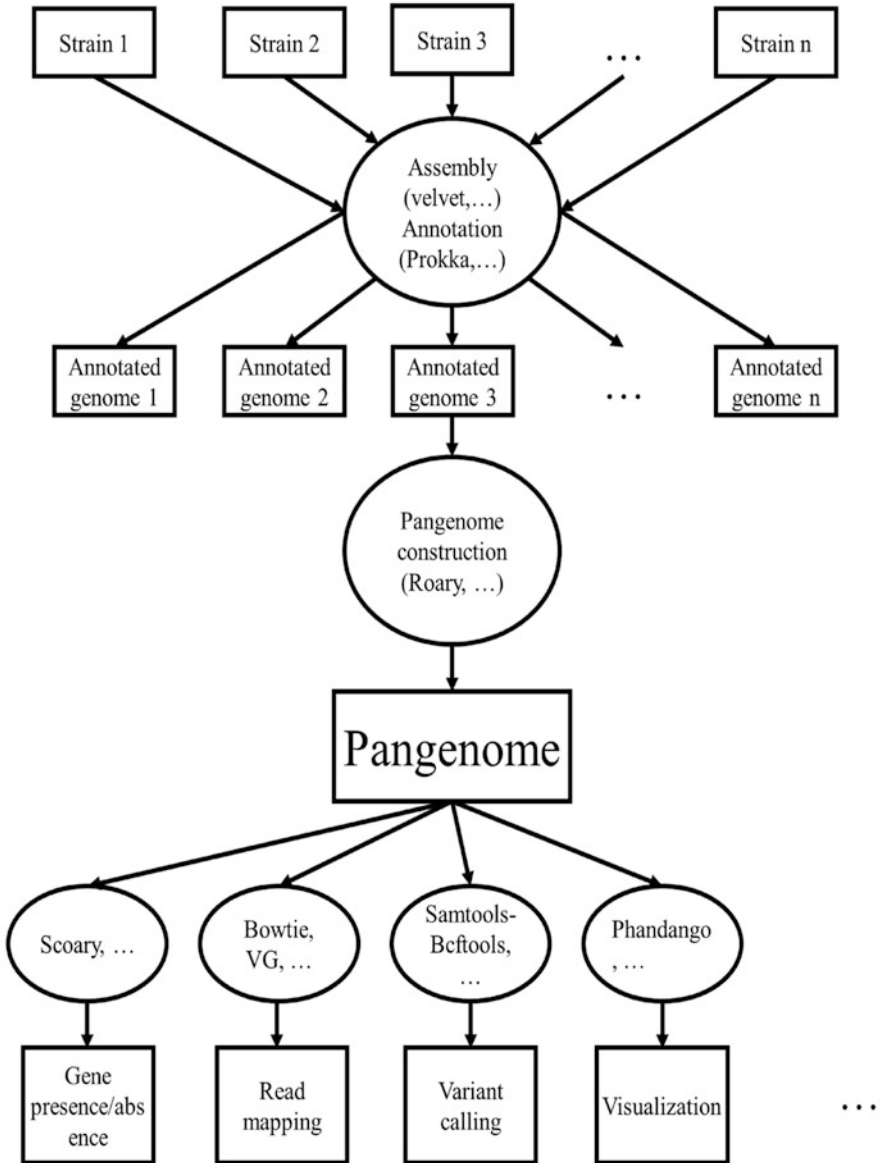 Strain 1
Strain 2
Strain 3
…
Strain n
Assembly
(velvet,…)
Annotation
(Prokka,…)
Annotated
genome 1
Annotated
genome 2
Annotated
genome 3
…
Annotated
genome n
Pangenome
construction
(Roary, …)
Pangenome
Scoary, …
Bowtie,
VG, …
Samtools-
Bcftools,
…
Phandango
, …
Gene
presence/abs
ence
Read
mapping
Variant
calling
Visualization
…